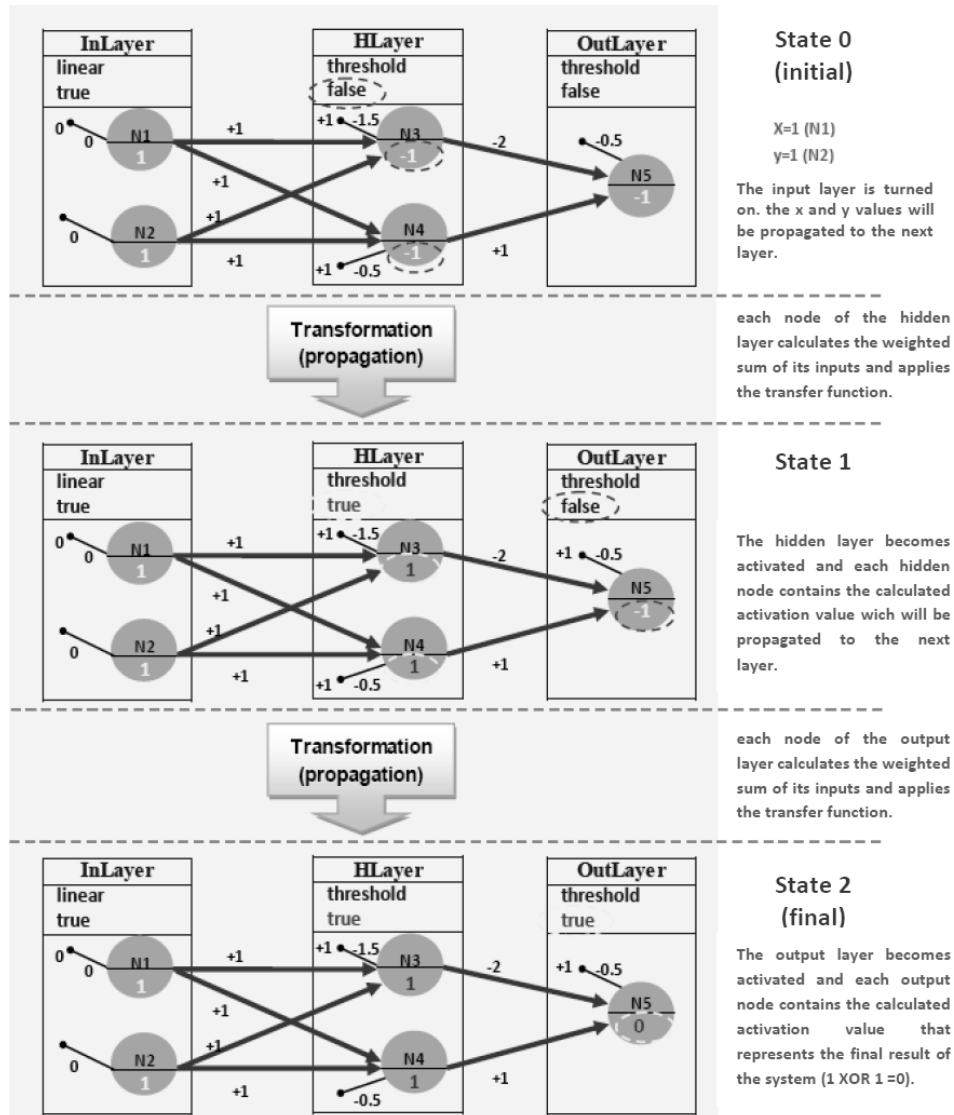 InLayer
linear
true
HLayer
threshold
false
OutLayer
threshold
false
0
0
N1
1
+1
+1
-1.5
N3
-1
-2
-0.5
N5
-1
+1
0
N2
1
+1
+1
N4
-1
+1
-0.5
+1
State 0
(initial)
X=1 (N1)
y=1 (N2)
The input layer is turned
on. the x and y values will
be propagated to the next
layer.
Transformation
(propagation)
each node of the hidden
layer calculates the weighted
sum of its inputs and applies
the transfer function.
InLayer
linear
true
HLayer
threshold
true
OutLayer
threshold
false
0
0
N1
1
+1
+1
-1.5
N3
1
-2
+1
-0.5
N5
-1
+1
0
N2
1
+1
+1
N4
1
+1
-0.5
+1
State 1
The hidden layer becomes
activated and each hidden
node contains the calculated
activation value wich will be
propagated to the next
layer.
Transformation
(propagation)
each node of the output
layer calculates the weighted
sum of its inputs and applies
the transfer function.
InLayer
linear
true
HLayer
threshold
true
OutLayer
threshold
true
0
0
N1
1
+1
+1
-1.5
N3
1
-2
+1
-0.5
N5
0
+1
0
N2
1
+1
+1
N4
1
-0.5
+1
State 2
(final)
The output layer becomes
activated and each output
node contains the calculated
activation value that
represents the final result of
the system (1 XOR 1 =0).